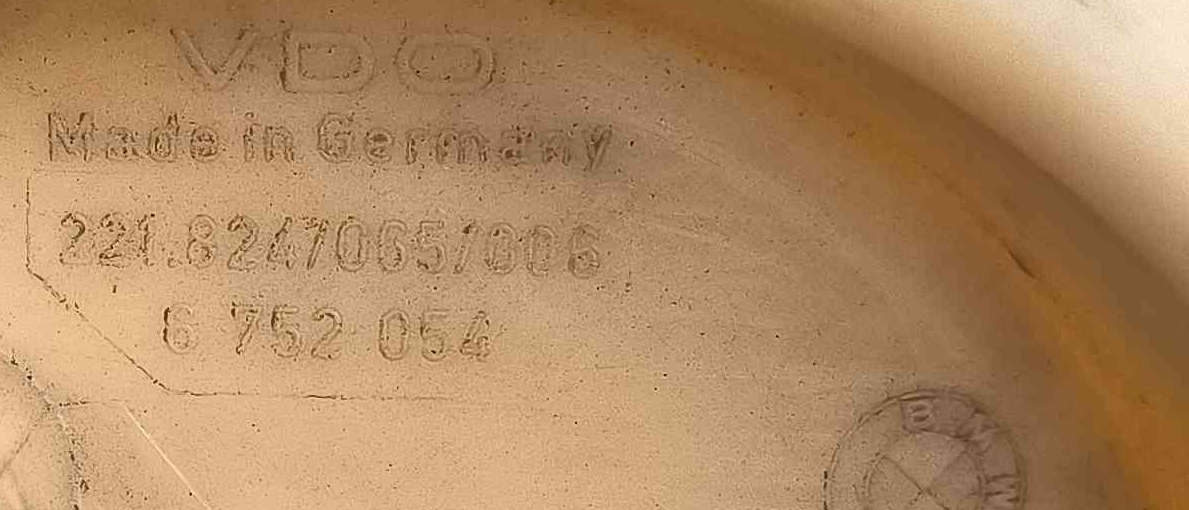 VDO
Made in Germany
221.824/065/006
6 752 054
BMW